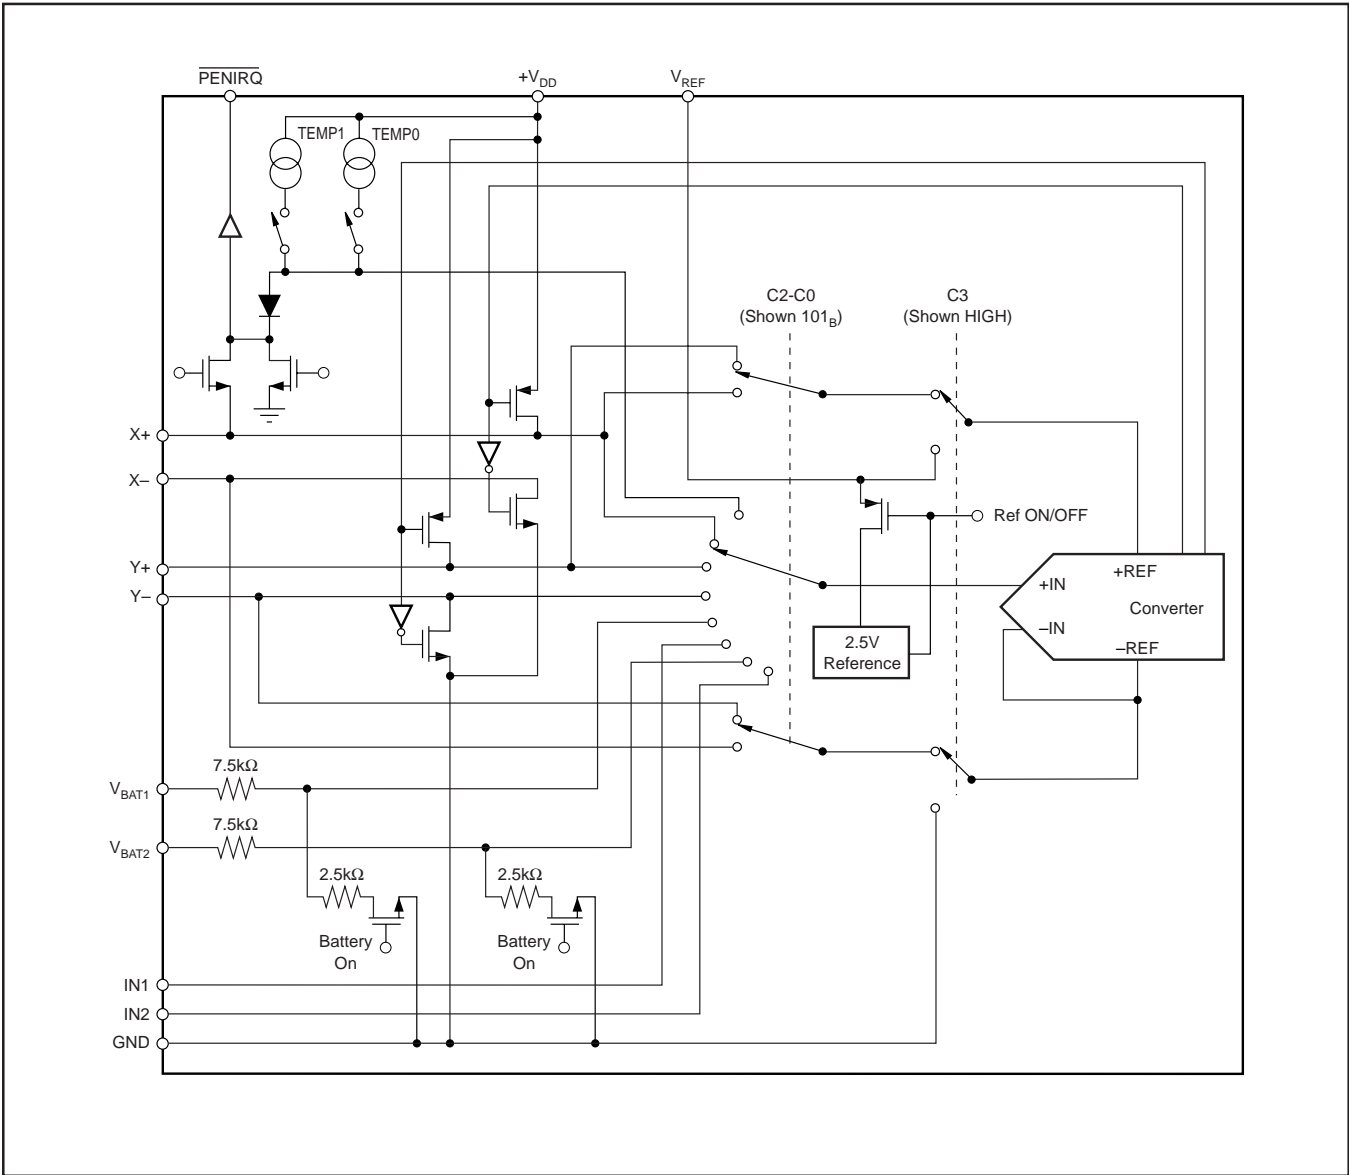 PENIRQ
+VDD
VREF
TEMP1
TEMP0
C2-C0
(Shown 101B)
C3
(Shown HIGH)
X+
X–
Ref ON/OFF
Y+
+IN
+REF
Y–
Converter
–IN
–REF
2.5V
Reference
7.5kΩ
VBAT1
7.5kΩ
VBAT2
2.5kΩ
2.5kΩ
Battery
On
Battery
On
IN1
IN2
GND